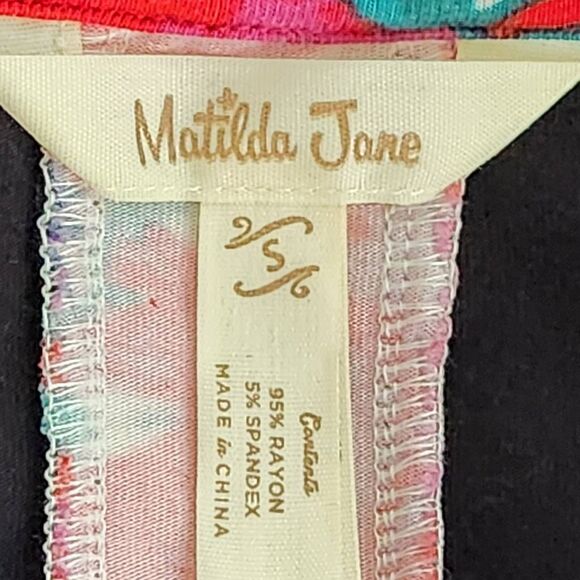 Matilda Jane
S
Contents
95% RAYON
5% SPANDEX
MADE in CHINA